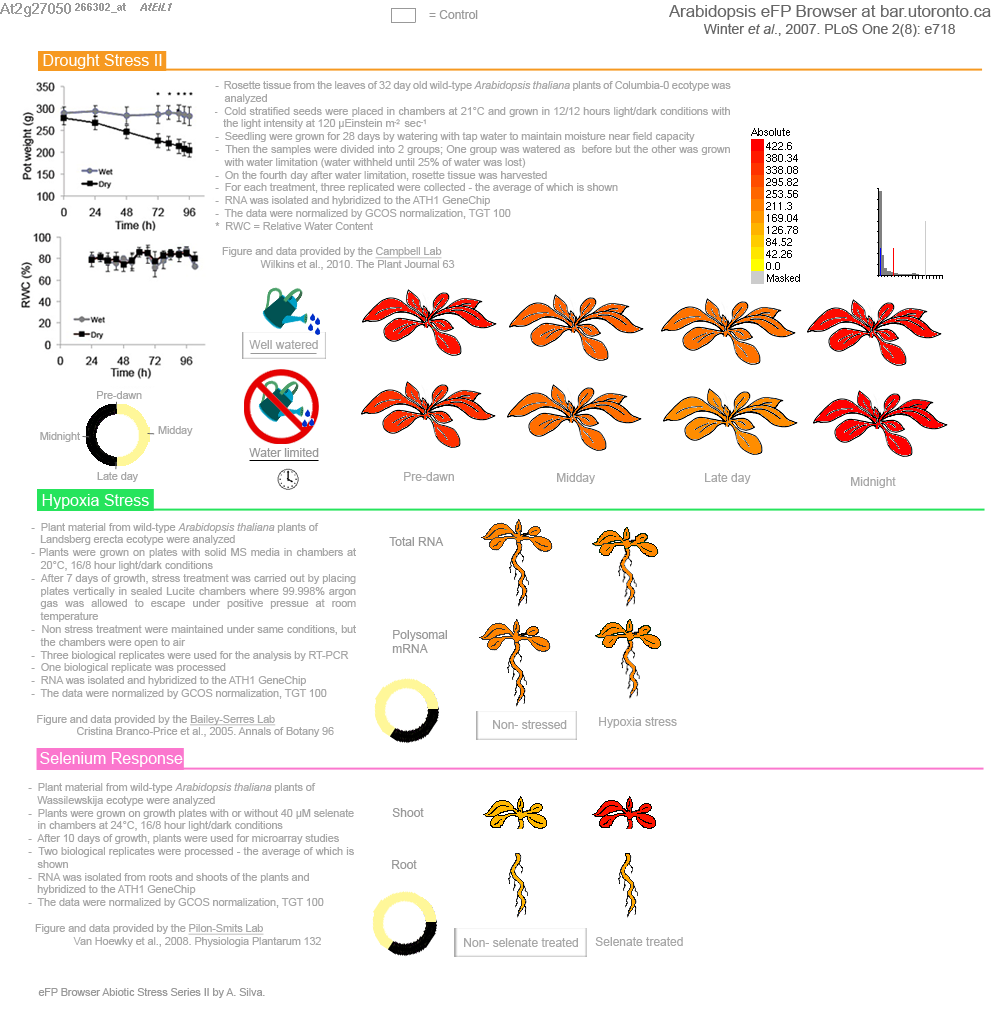 At2g27050 266302_at AtEIL1
= Control
Arabidopsis eFP Browser at bar.utoronto.ca
Winter et al., 2007. PLoS One 2(8): e718
Drought Stress II
Pot weight (g)
350
300
250
200
150
100
* * * *
Wet
Dry
0 24 48 72 96
Time (h)
RWC (%)
100
80
60
40
20
0
Wet
Dry
0 24 48 72 96
Time (h)
- Rosette tissue from the leaves of 32 day old wild-type Arabidopsis thaliana plants of Columbia-0 ecotype was
analyzed
- Cold stratified seeds were placed in chambers at 21°C and grown in 12/12 hours light/dark conditions with
the light intensity at 120 µEinstein m-2 sec-1
- Seedling were grown for 28 days by watering with tap water to maintain moisture near field capacity
- Then the samples were divided into 2 groups; One group was watered as before but the other was grown
with water limitation (water withheld until 25% of water was lost)
- On the fourth day after water limitation, rosette tissue was harvested
- For each treatment, three replicated were collected - the average of which is shown
- RNA was isolated and hybridized to the ATH1 GeneChip
- The data were normalized by GCOS normalization, TGT 100
* RWC = Relative Water Content
Figure and data provided by the Campbell Lab
Wilkins et al., 2010. The Plant Journal 63
Absolute
422.6
380.34
338.08
295.82
253.56
211.3
169.04
126.78
84.52
42.26
0.0
Masked
Well watered
Water limited
Pre-dawn
Midday
Late day
Midnight
Pre-dawn
Midnight
Midday
Late day
Hypoxia Stress
- Plant material from wild-type Arabidopsis thaliana plants of
Landsberg erecta ecotype were analyzed
- Plants were grown on plates with solid MS media in chambers at
20°C, 16/8 hour light/dark conditions
- After 7 days of growth, stress treatment was carried out by placing
plates vertically in sealed Lucite chambers where 99.998% argon
gas was allowed to escape under positive pressue at room
temperature
- Non stress treatment were maintained under same conditions, but
the chambers were open to air
- Three biological replicates were used for the analysis by RT-PCR
- One biological replicate was processed
- RNA was isolated and hybridized to the ATH1 GeneChip
- The data were normalized by GCOS normalization, TGT 100
Figure and data provided by the Bailey-Serres Lab
Cristina Branco-Price et al., 2005. Annals of Botany 96
Total RNA
Polysomal
mRNA
Non- stressed
Hypoxia stress
Selenium Response
- Plant material from wild-type Arabidopsis thaliana plants of
Wassilewskija ecotype were analyzed
- Plants were grown on growth plates with or without 40 µM selenate
in chambers at 24°C, 16/8 hour light/dark conditions
- After 10 days of growth, plants were used for microarray studies
- Two biological replicates were processed - the average of which is
shown
- RNA was isolated from roots and shoots of the plants and
hybridized to the ATH1 GeneChip
- The data were normalized by GCOS normalization, TGT 100
Figure and data provided by the Pilon-Smits Lab
Van Hoewky et al., 2008. Physiologia Plantarum 132
Shoot
Root
Non- selenate treated
Selenate treated
eFP Browser Abiotic Stress Series II by A. Silva.